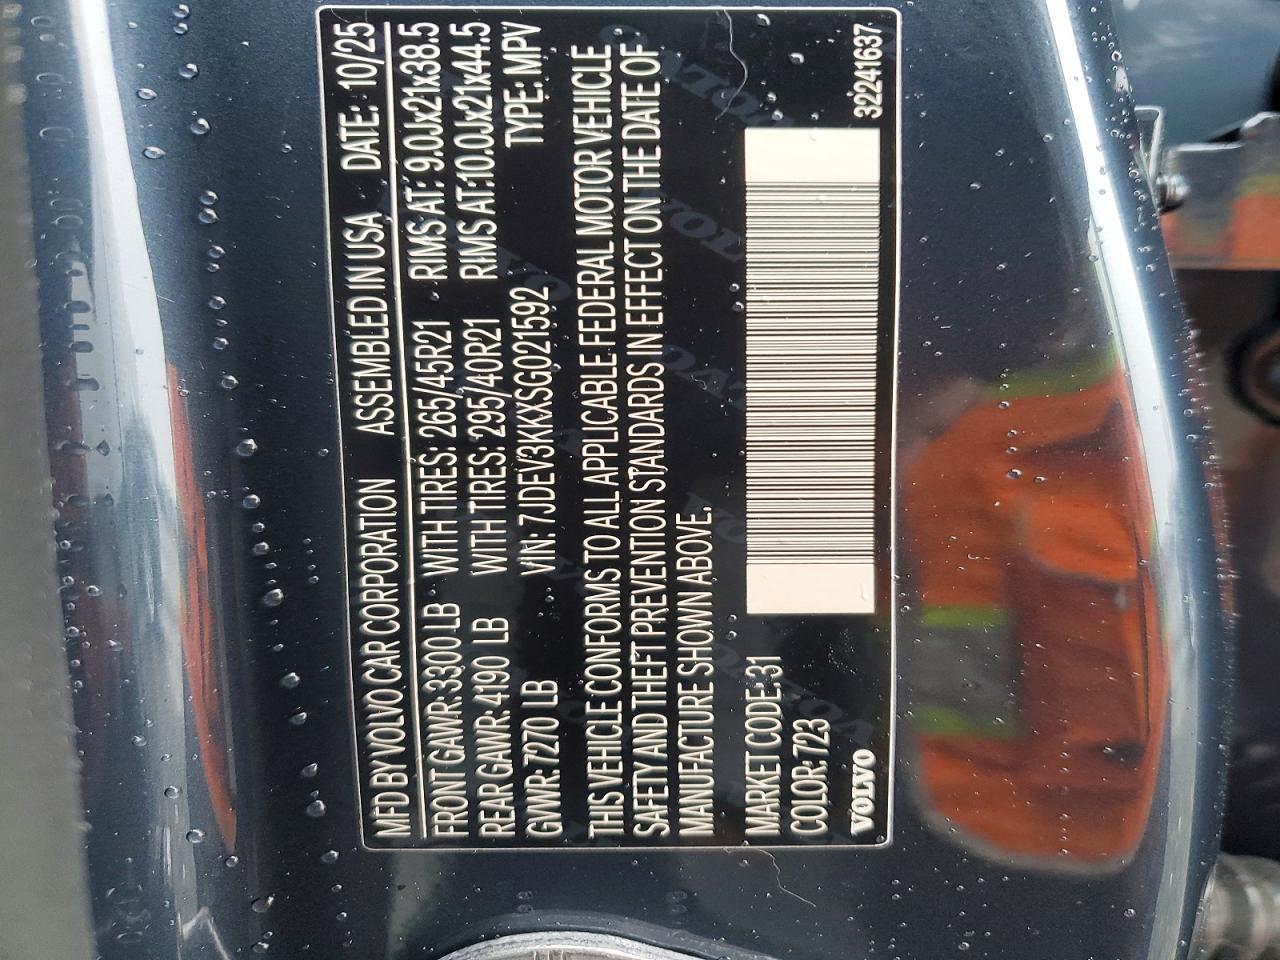 MFD BY VOLVO CAR CORPORATION ASSEMBLED IN USA DATE: 10/25
FRONT GAWR: 3300 LB WITH TIRES: 265/45R21 RIMS AT: 9.0Jx21x38.5
REAR GAWR: 4190 LB WITH TIRES: 295/40R21 RIMS AT:10.0Jx21x44.5
GVWR: 7270 LB VIN: 7JDEV3KKXSG021592 TYPE: MPV
THIS VEHICLE CONFORMS TO ALL APPLICABLE FEDERAL MOTOR VEHICLE
SAFETY AND THEFT PREVENTION STANDARDS IN EFFECT ON THE DATE OF
MANUFACTURE SHOWN ABOVE.
MARKET CODE: 31
COLOR: 723
VOLVO 32241637